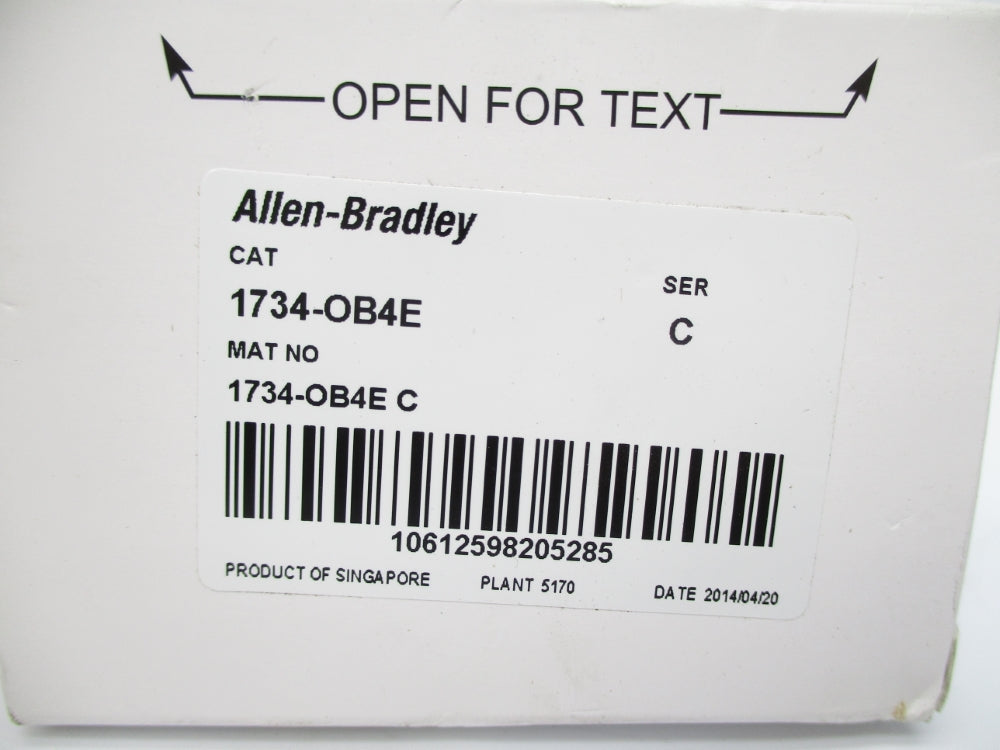 OPEN FOR TEXT
Allen-Bradley
CAT
SER
1734-OB4E
C
MAT NO
1734-OB4E C
10612598205285
PRODUCT OF SINGAPORE PLANT 5170 DATE 2014/04/20